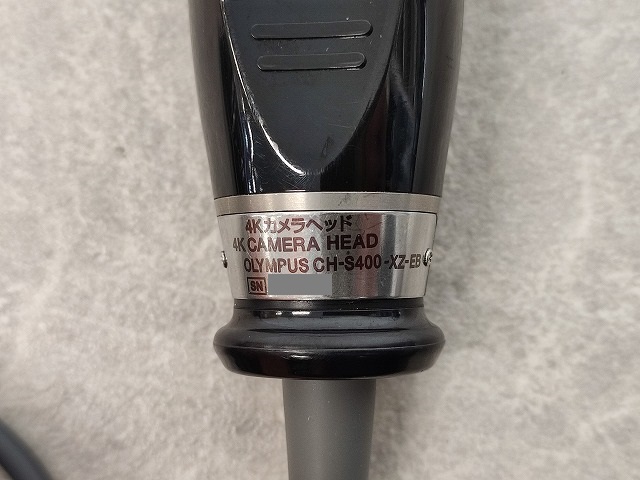 4Kカメラヘッド
4K CAMERA HEAD
OLYMPUS CH-S400-XZ-EB
SN